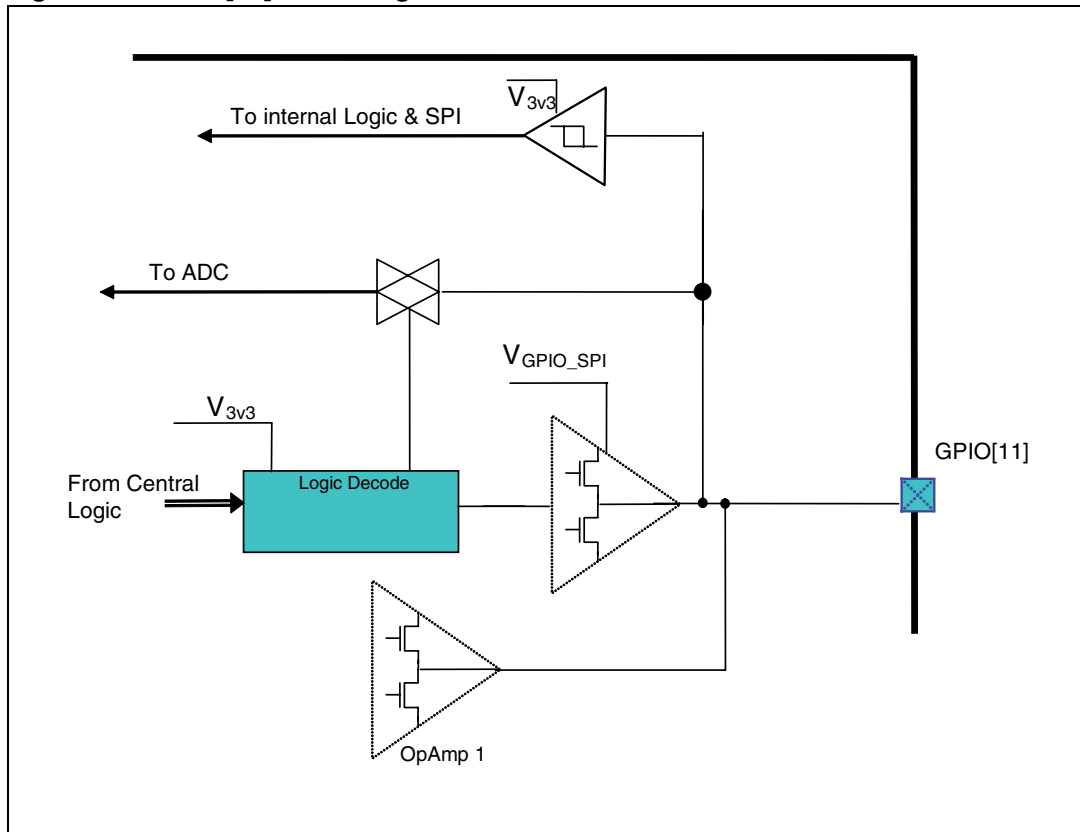 V3v3
To internal Logic & SPI
To ADC
VGPIO_SPI
V3v3
GPIO[11]
From Central
Logic
Logic Decode
OpAmp 1